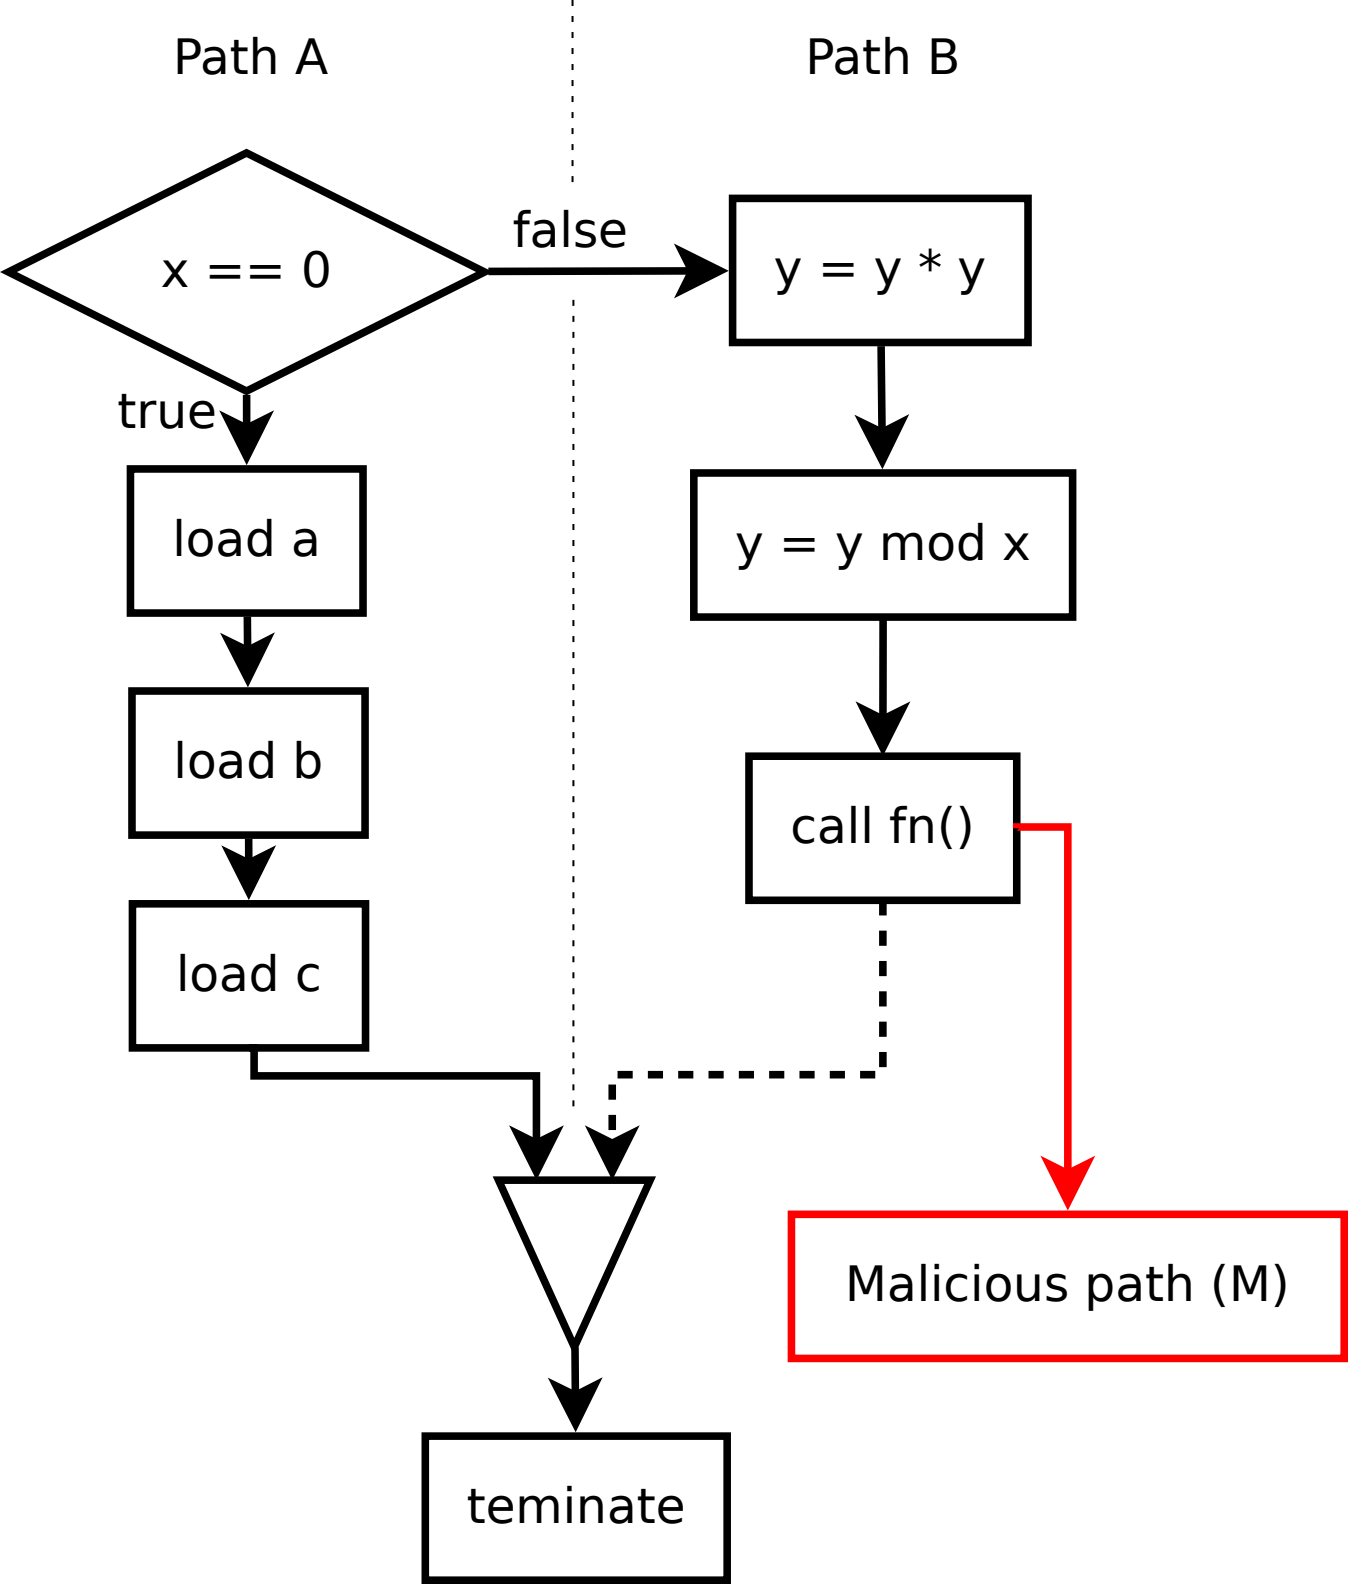 Path A
Path B
x == 0
false
y = y * y
true
load a
y = y mod x
load b
call fn()
load c
Malicious path (M)
teminate